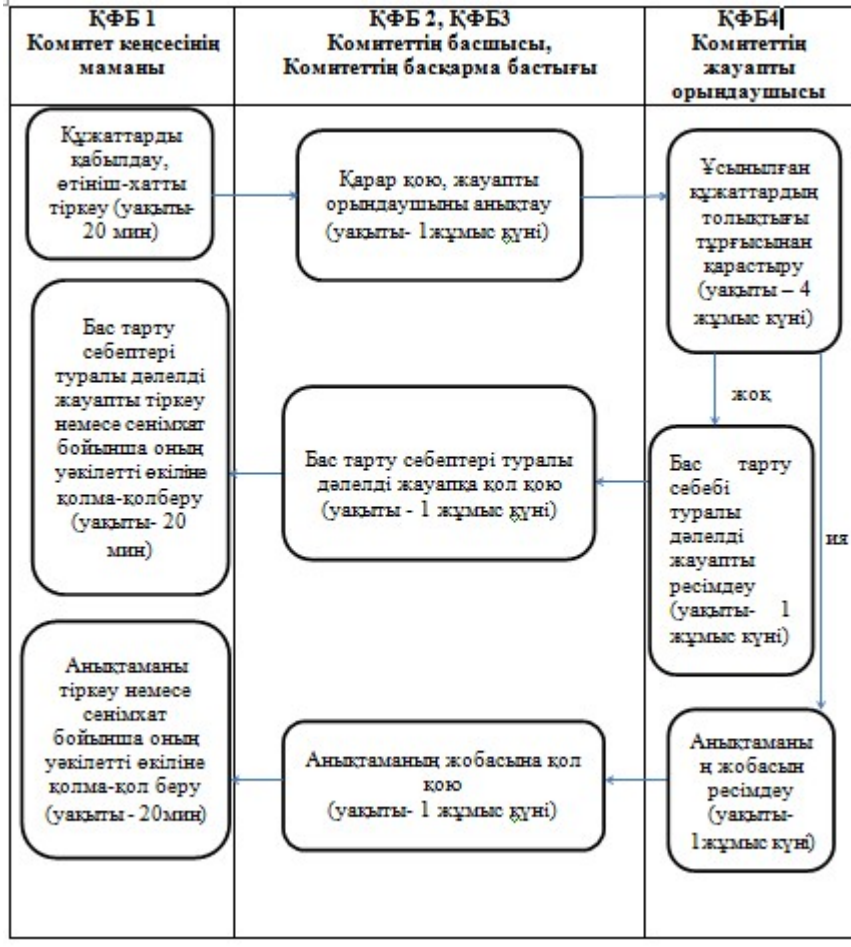 ҚФБ 1
Комитет кеңсесінің
маманы
ҚФБ 2, ҚФБ3
Комитеттің басшысы,
Комитеттің басқарма бастығы
ҚФБ4
Комитеттің
жауапты
орындаушысы
Құжаттарды
қабылдау,
өтініш-хатты
тіркеу (уақыты-
20 мин)
Қарар қою, жауапты
орындаушыны анықтау
(уақыты- 1жұмыс күні)
Ұсынылған
құжаттардың
толықтығы
тұрғысынан
қарастыру
(уақыты – 4
жұмыс күні)
жоқ
ия
Бас тарту
себептері
туралы дәлелді
жауапты тіркеу
немесе сенімхат
бойынша оның
уәкілетті өкіліне
қолма-қолберу
(уақыты- 20
мин)
Бас тарту себептері туралы
дәлелді жауапқа қол қою
(уақыты - 1 жұмыс күні)
Бас тарту
себебі
туралы
дәлелді
жауапты
ресімдеу
(уақыты- 1
жұмыс күні)
Анықтаманы
тіркеу немесе
сенімхат
бойынша оның
уәкілетті өкіліне
қолма-қол беру
(уақыты - 20мин)
Анықтаманың жобасына қол
қою
(уақыты- 1 жұмыс күні)
Анықтаманы
ң жобасын
ресімдеу
(уақыты-
1жұмыс күні)